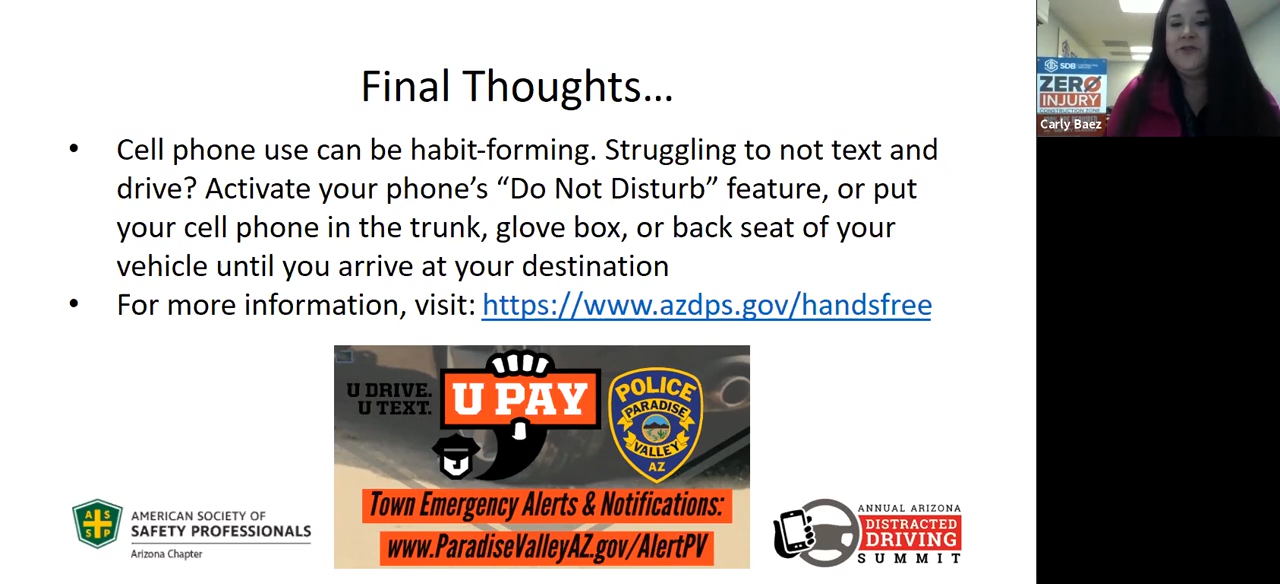 Final Thoughts...
• Cell phone use can be habit-forming. Struggling to not text and
drive? Activate your phone's “Do Not Disturb” feature, or put
your cell phone in the trunk, glove box, or back seat of your
vehicle until you arrive at your destination
• For more information, visit: https://www.azdps.gov/handsfree
U DRIVE.
U TEXT.
U PAY
POLICE
PARADISE
VALLEY
AZ
Town Emergency Alerts & Notifications:
www.ParadiseValleyAZ.gov/AlertPV
A S
S P
AMERICAN SOCIETY OF
SAFETY PROFESSIONALS
Arizona Chapter
ANNUAL ARIZONA
DISTRACTED
DRIVING
SUMMIT
SDB
ZERO
INJURY
CONSTRUCTION ZONE
Carly Baez